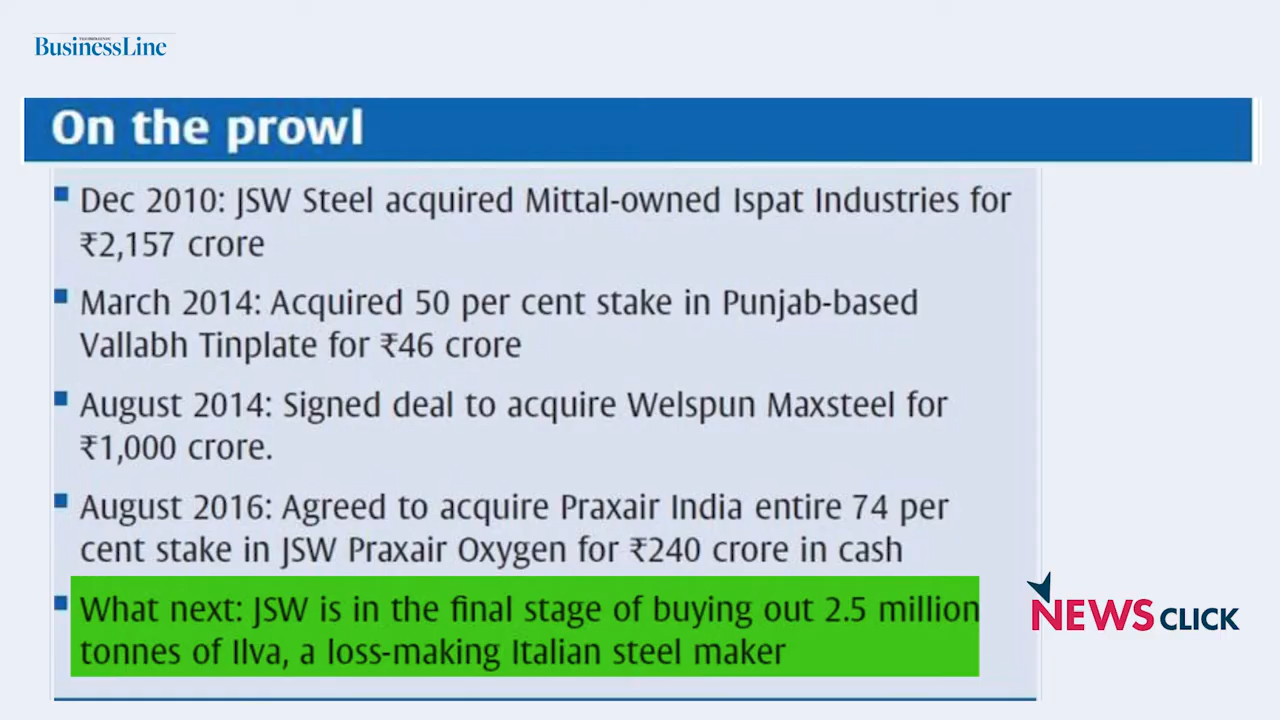 BusinessLine
On the prowl
Dec 2010: JSW Steel acquired Mittal-owned Ispat Industries for
₹2,157 crore
March 2014: Acquired 50 per cent stake in Punjab-based
Vallabh Tinplate for ₹46 crore
August 2014: Signed deal to acquire Welspun Maxsteel for
₹1,000 crore.
August 2016: Agreed to acquire Praxair India entire 74 per
cent stake in JSW Praxair Oxygen for ₹240 crore in cash
What next: JSW is in the final stage of buying out 2.5 million
tonnes of Ilva, a loss-making Italian steel maker
NEWS CLICK